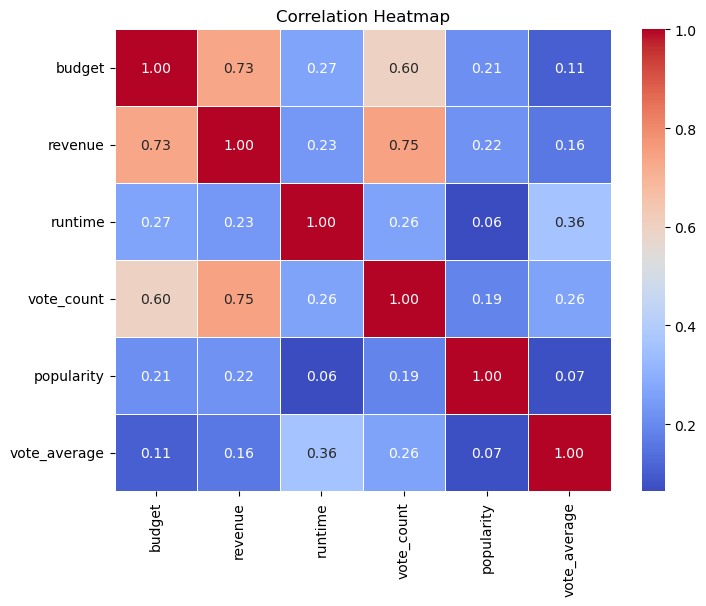 Correlation Heatmap
budget 1.00 0.73 0.27 0.60 0.21 0.11
revenue 0.73 1.00 0.23 0.75 0.22 0.16
runtime 0.27 0.23 1.00 0.26 0.06 0.36
vote_count 0.60 0.75 0.26 1.00 0.19 0.26
popularity 0.21 0.22 0.06 0.19 1.00 0.07
vote_average 0.11 0.16 0.36 0.26 0.07 1.00
budget
revenue
runtime
vote_count
popularity
vote_average
1.0
0.8
0.6
0.4
0.2